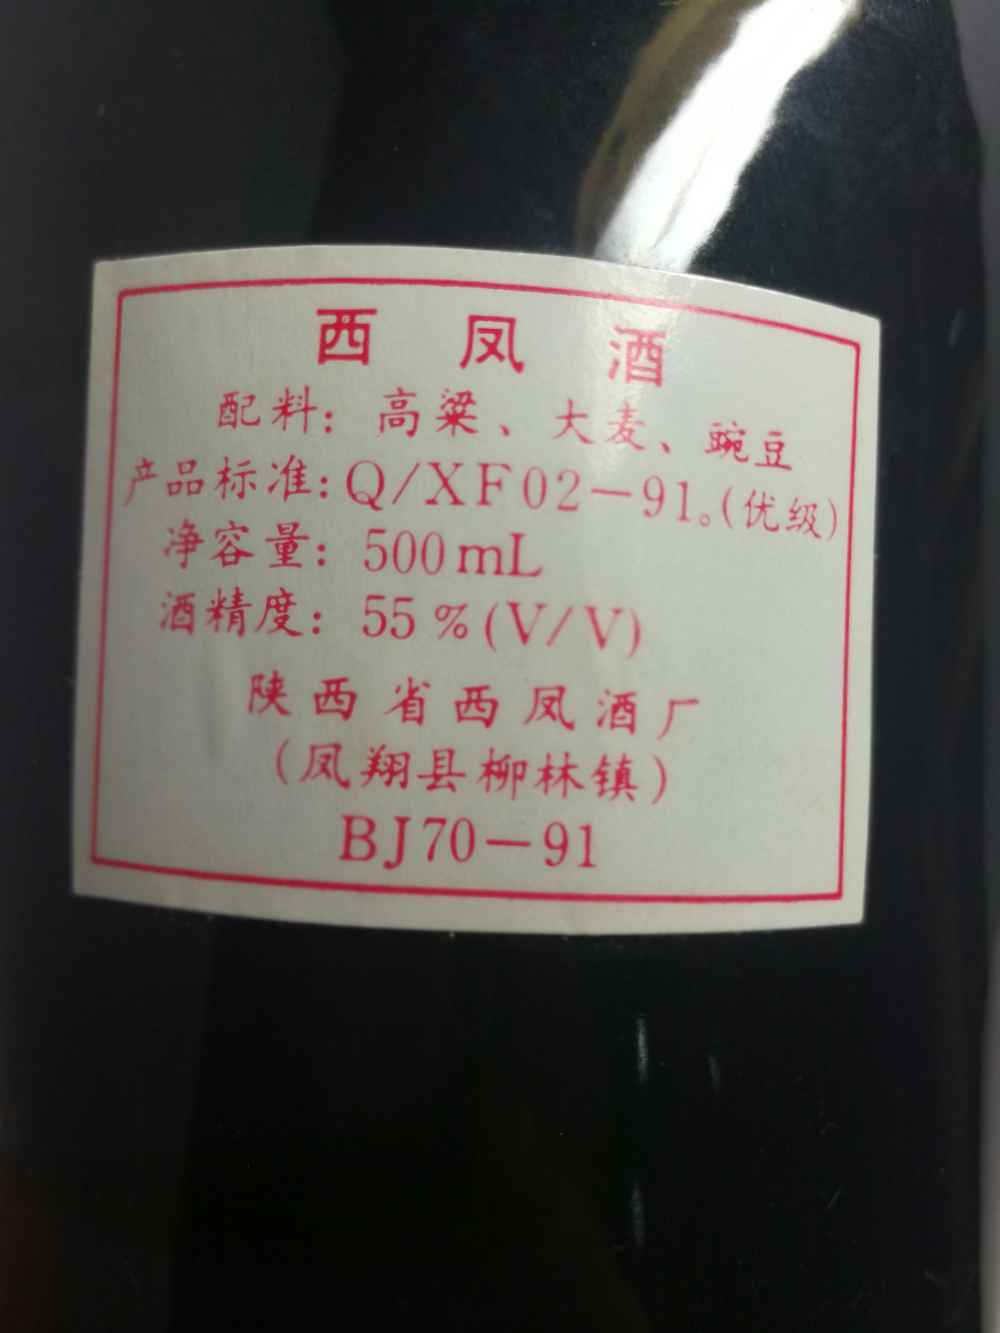 西凤酒
配料：高粱、大麦、豌豆
产品标准：Q/XF02-91。(优级)
净容量：500mL
酒精度：55%(V/V)
陕西省西凤酒厂
(凤翔县柳林镇)
BJ70-91